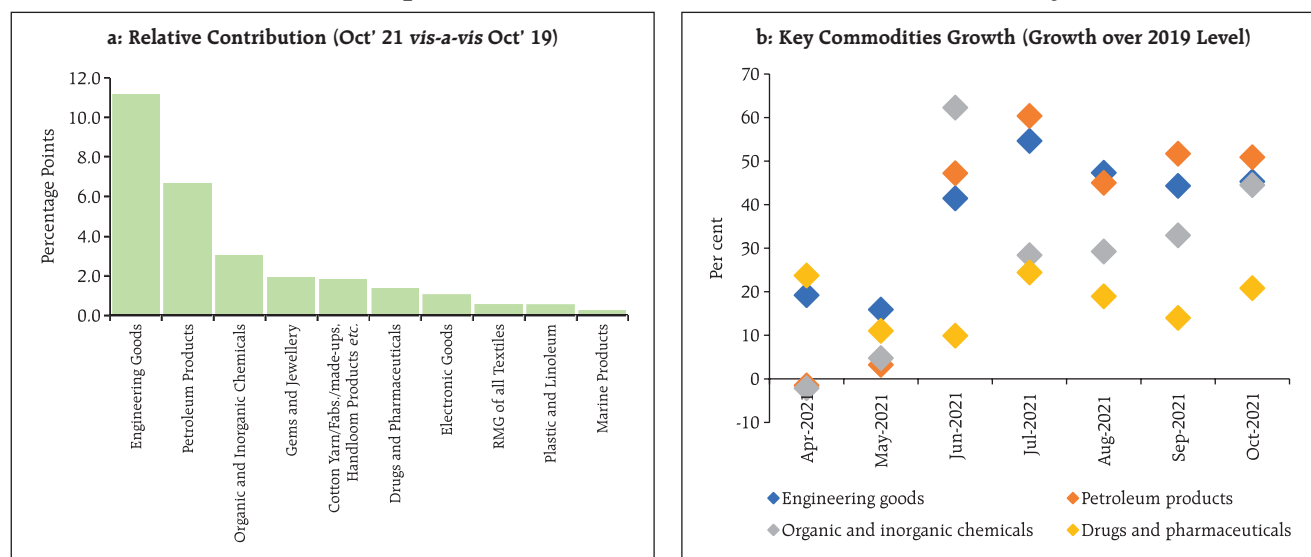 a: Relative Contribution (Oct' 21 vis-a-vis Oct' 19)
Percentage Points
12.0
10.0
8.0
6.0
4.0
2.0
0.0
Engineering Goods
Petroleum Products
Organic and Inorganic Chemicals
Gems and Jewellery
Cotton Yarn/Fabs./made-ups,
Handloom Products etc.
Drugs and Pharmaceuticals
Electronic Goods
RMG of all Textiles
Plastic and Linoleum
Marine Products
b: Key Commodities Growth (Growth over 2019 Level)
Per cent
70
60
50
40
30
20
10
0
-10
Apr-2021
May-2021
Jun-2021
Jul-2021
Aug-2021
Sep-2021
Oct-2021
Engineering goods
Petroleum products
Organic and inorganic chemicals
Drugs and pharmaceuticals